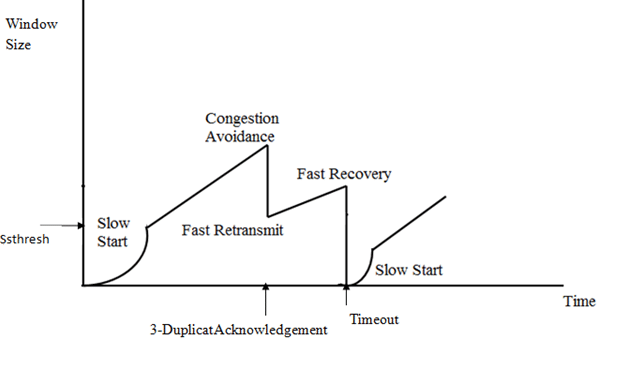 Window
Size
Congestion
Avoidance
Fast Recovery
Slow
Start
Fast Retransmit
Ssthresh
Slow Start
Time
3-DuplicatAcknowledgement
Timeout